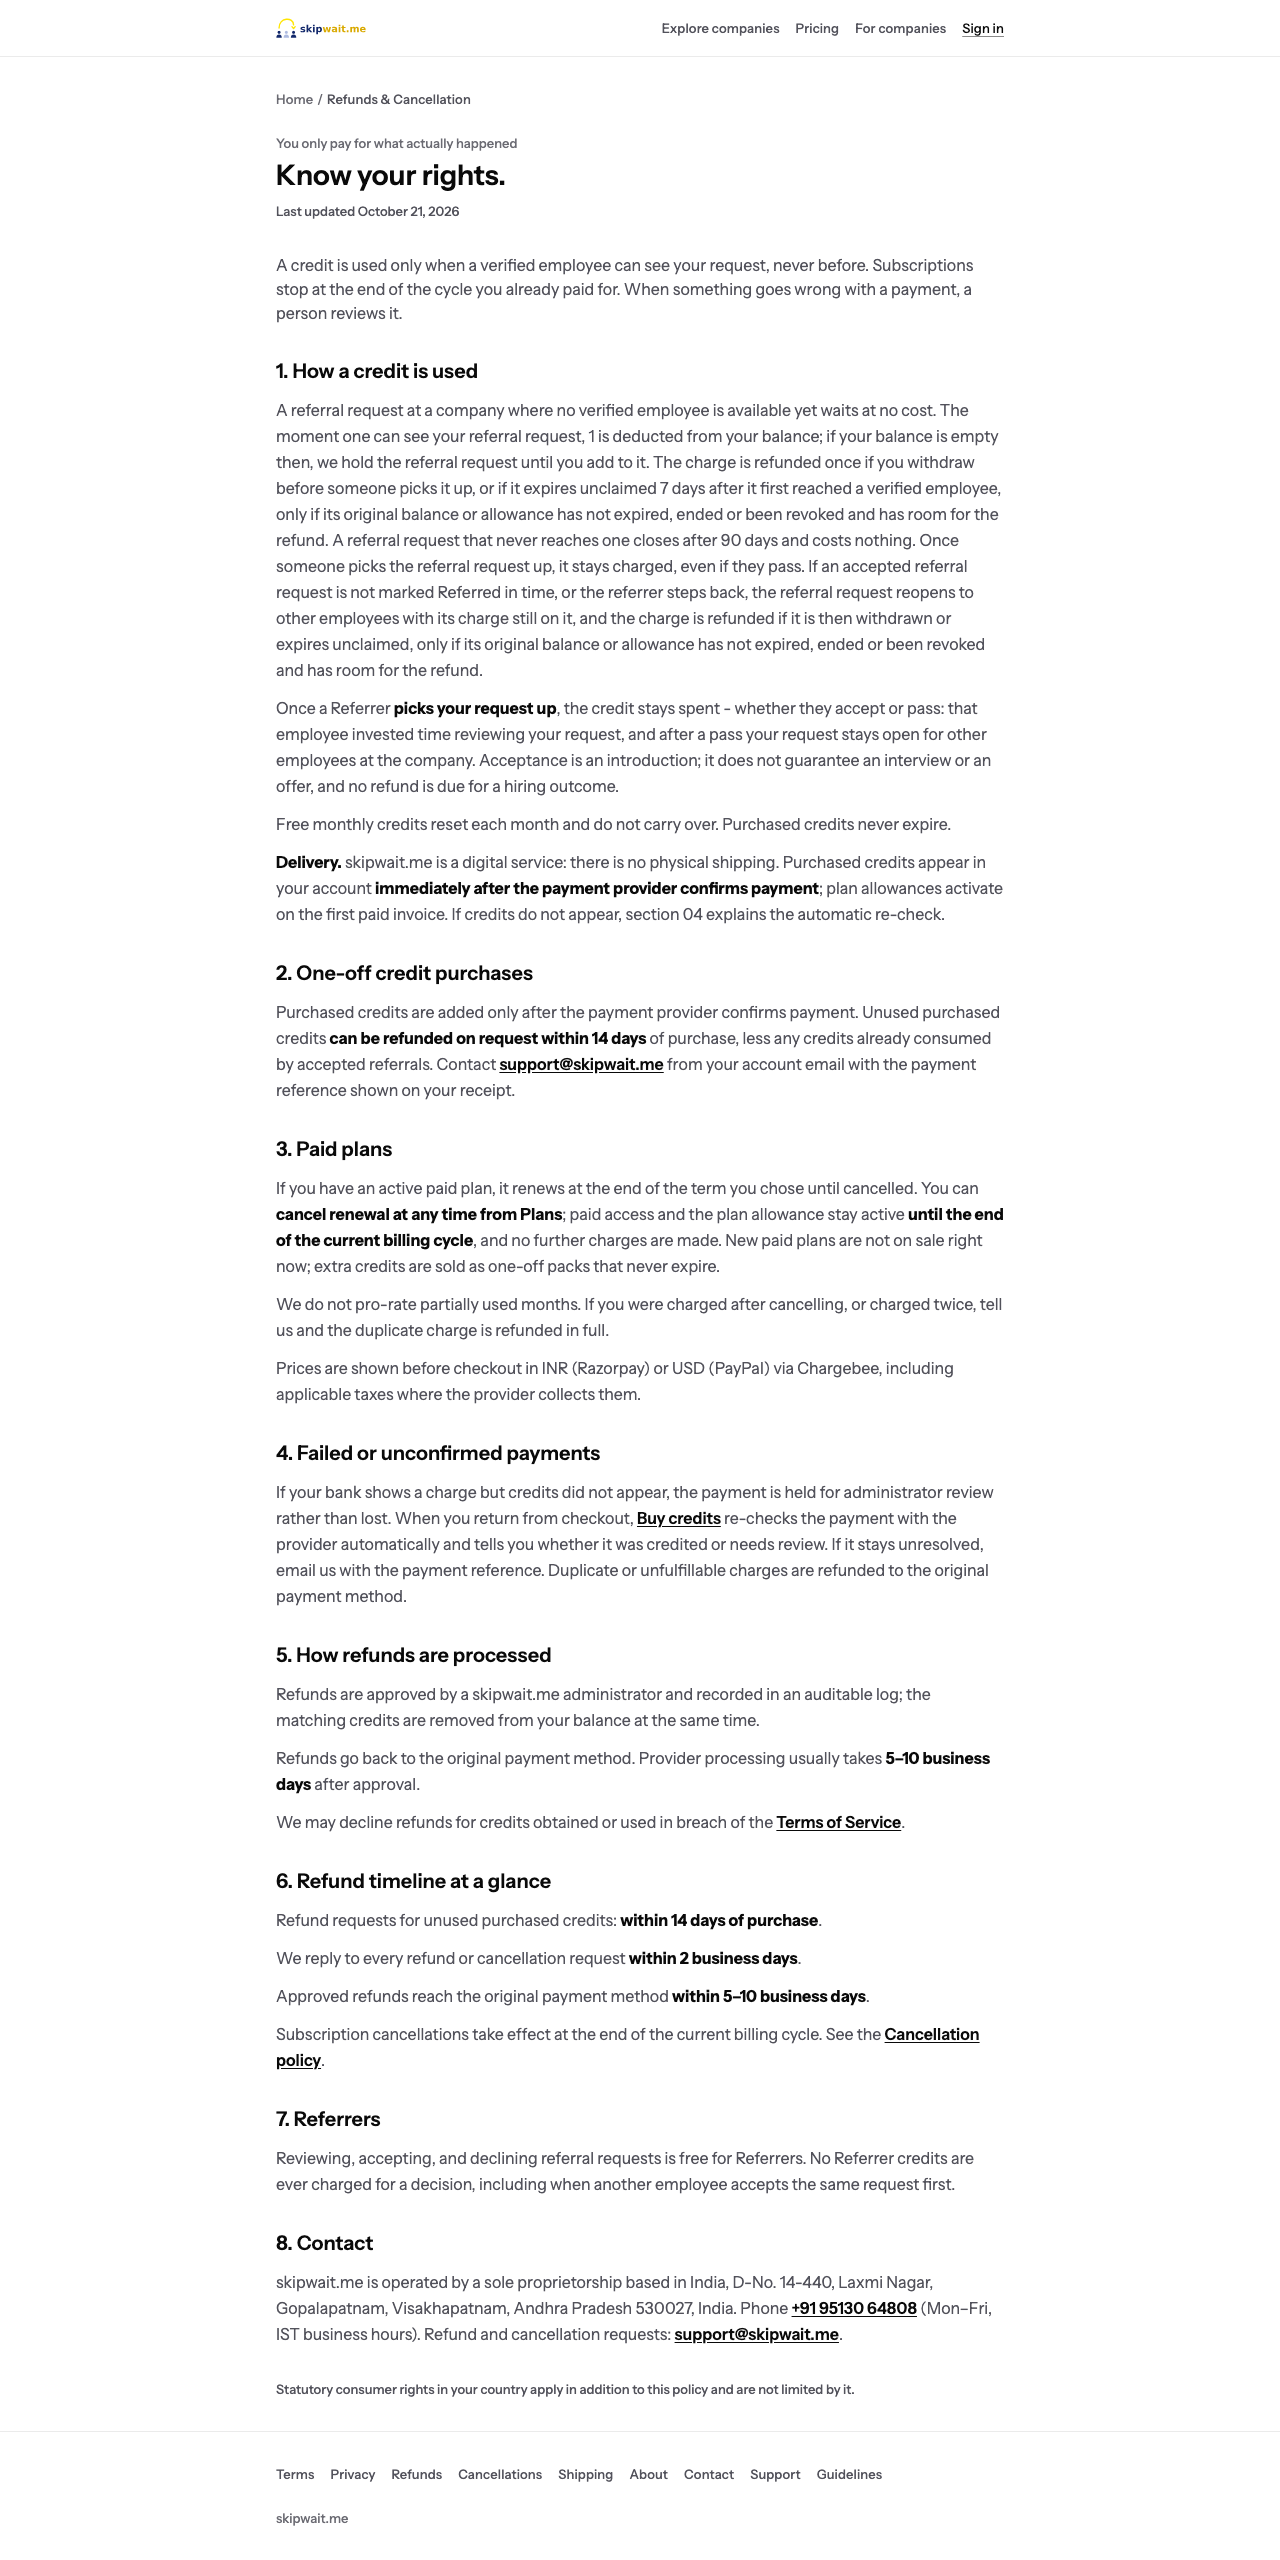 skipwait.me
Explore companies Pricing For companies Sign in
Home / Refunds & Cancellation
You only pay for what actually happened
Know your rights.
Last updated October 21, 2026
A credit is used only when a verified employee can see your request, never before. Subscriptions
stop at the end of the cycle you already paid for. When something goes wrong with a payment, a
person reviews it.
1. How a credit is used
A referral request at a company where no verified employee is available yet waits at no cost. The
moment one can see your referral request, 1 is deducted from your balance; if your balance is empty
then, we hold the referral request until you add to it. The charge is refunded once if you withdraw
before someone picks it up, or if it expires unclaimed 7 days after it first reached a verified employee,
only if its original balance or allowance has not expired, ended or been revoked and has room for the
refund. A referral request that never reaches one closes after 90 days and costs nothing. Once
someone picks the referral request up, it stays charged, even if they pass. If an accepted referral
request is not marked Referred in time, or the referrer steps back, the referral request reopens to
other employees with its charge still on it, and the charge is refunded if it is then withdrawn or
expires unclaimed, only if its original balance or allowance has not expired, ended or been revoked
and has room for the refund.
Once a Referrer picks your request up, the credit stays spent - whether they accept or pass: that
employee invested time reviewing your request, and after a pass your request stays open for other
employees at the company. Acceptance is an introduction; it does not guarantee an interview or an
offer, and no refund is due for a hiring outcome.
Free monthly credits reset each month and do not carry over. Purchased credits never expire.
Delivery. skipwait.me is a digital service: there is no physical shipping. Purchased credits appear in
your account immediately after the payment provider confirms payment; plan allowances activate
on the first paid invoice. If credits do not appear, section 04 explains the automatic re-check.
2. One-off credit purchases
Purchased credits are added only after the payment provider confirms payment. Unused purchased
credits can be refunded on request within 14 days of purchase, less any credits already consumed
by accepted referrals. Contact support@skipwait.me from your account email with the payment
reference shown on your receipt.
3. Paid plans
If you have an active paid plan, it renews at the end of the term you chose until cancelled. You can
cancel renewal at any time from Plans; paid access and the plan allowance stay active until the end
of the current billing cycle, and no further charges are made. New paid plans are not on sale right
now; extra credits are sold as one-off packs that never expire.
We do not pro-rate partially used months. If you were charged after cancelling, or charged twice, tell
us and the duplicate charge is refunded in full.
Prices are shown before checkout in INR (Razorpay) or USD (PayPal) via Chargebee, including
applicable taxes where the provider collects them.
4. Failed or unconfirmed payments
If your bank shows a charge but credits did not appear, the payment is held for administrator review
rather than lost. When you return from checkout, Buy credits re-checks the payment with the
provider automatically and tells you whether it was credited or needs review. If it stays unresolved,
email us with the payment reference. Duplicate or unfulfillable charges are refunded to the original
payment method.
5. How refunds are processed
Refunds are approved by a skipwait.me administrator and recorded in an auditable log; the
matching credits are removed from your balance at the same time.
Refunds go back to the original payment method. Provider processing usually takes 5–10 business
days after approval.
We may decline refunds for credits obtained or used in breach of the Terms of Service.
6. Refund timeline at a glance
Refund requests for unused purchased credits: within 14 days of purchase.
We reply to every refund or cancellation request within 2 business days.
Approved refunds reach the original payment method within 5–10 business days.
Subscription cancellations take effect at the end of the current billing cycle. See the Cancellation
policy.
7. Referrers
Reviewing, accepting, and declining referral requests is free for Referrers. No Referrer credits are
ever charged for a decision, including when another employee accepts the same request first.
8. Contact
skipwait.me is operated by a sole proprietorship based in India, D-No. 14-440, Laxmi Nagar,
Gopalapatnam, Visakhapatnam, Andhra Pradesh 530027, India. Phone +91 95130 64808 (Mon–Fri,
IST business hours). Refund and cancellation requests: support@skipwait.me.
Statutory consumer rights in your country apply in addition to this policy and are not limited by it.
Terms Privacy Refunds Cancellations Shipping About Contact Support Guidelines
skipwait.me